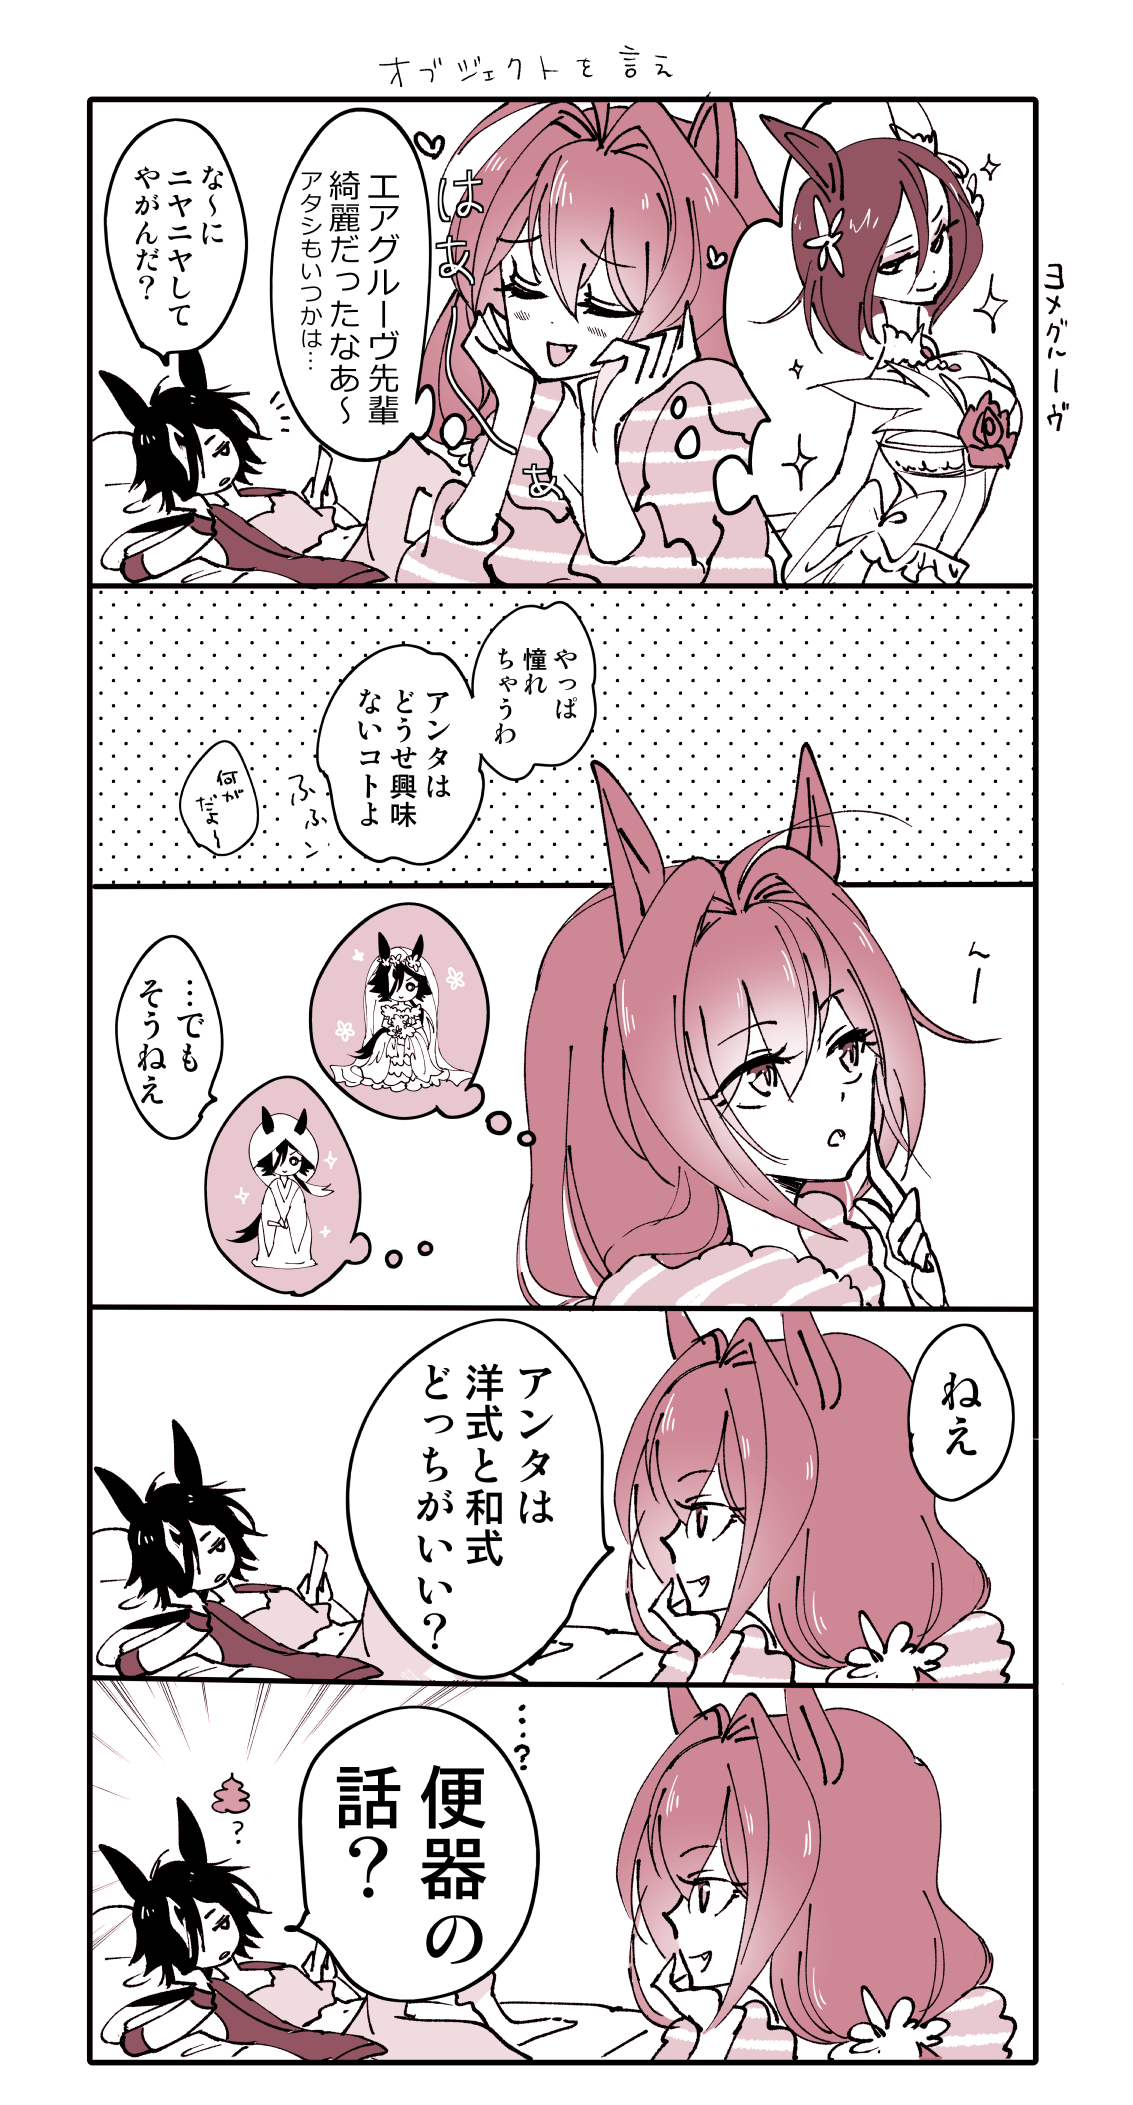 オブジェクトを言え
ヨメグルーヴ
はぁーーぁ
エアグルーヴ先輩
綺麗だったなあ〜
アタシもいつかは…
な〜に
ニヤニヤして
やがんだ？
やっぱ
憧れ
ちゃうわ
アンタは
どうせ興味
ないコトよ
ふふン
何が
だよ〜
んー
…でも
そうねえ
ねえ
アンタは
洋式と和式
どっちがいい？
…？
便器の
話？
？